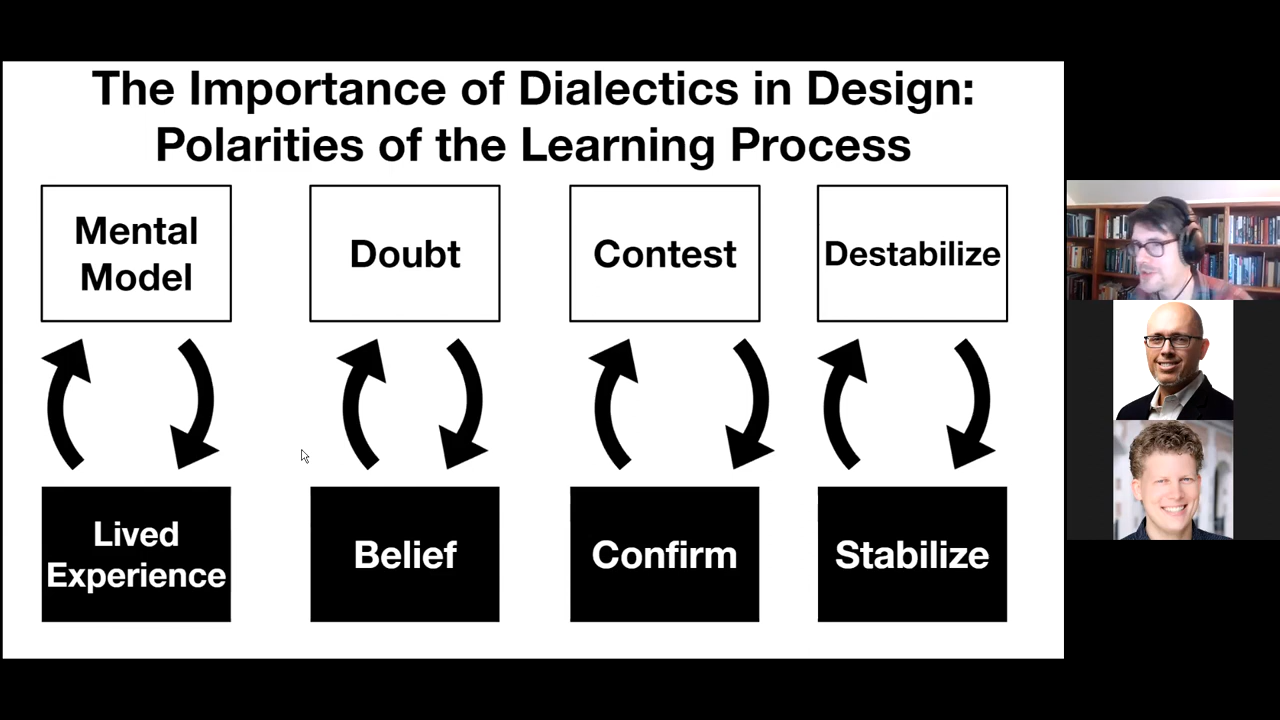 The Importance of Dialectics in Design:
Polarities of the Learning Process
Mental
Model
Doubt
Contest
Destabilize
Lived
Experience
Belief
Confirm
Stabilize